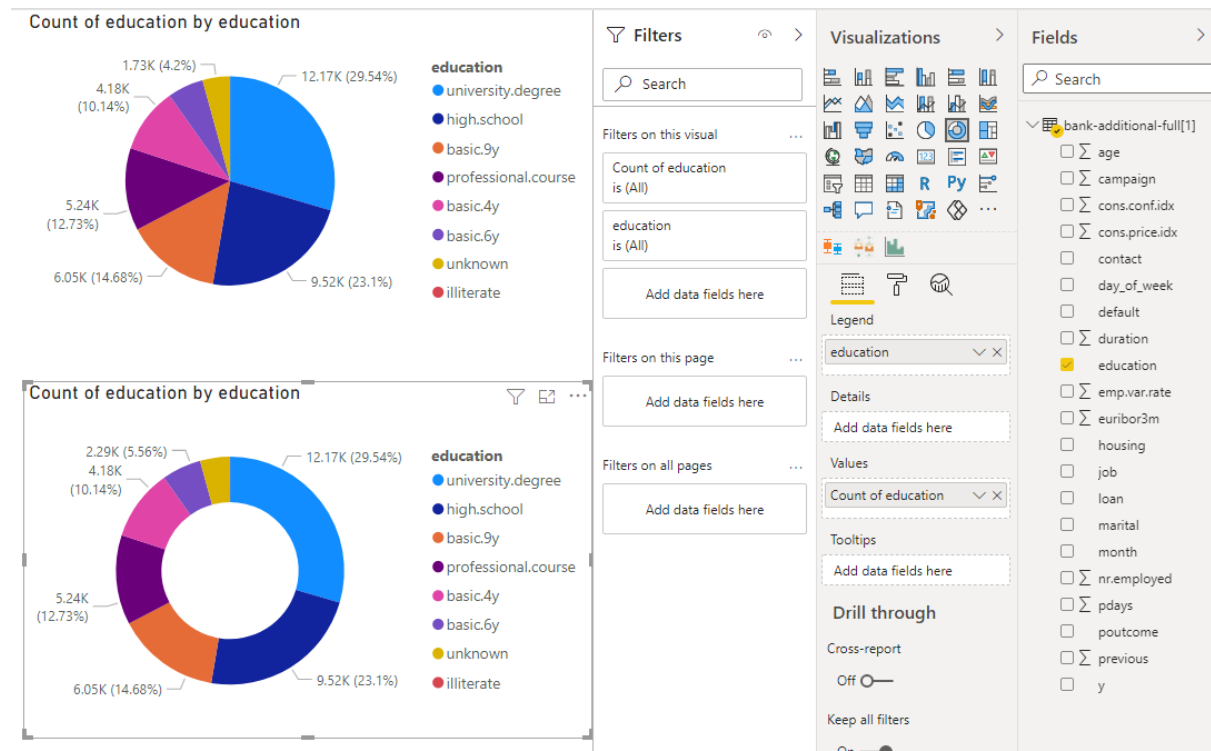 Count of education by education
1.73K (4.2%)
4.18K
(10.14%)
5.24K
(12.73%)
6.05K (14.68%)
12.17K (29.54%)
9.52K (23.1%)
education
university.degree
high.school
basic.9y
professional.course
basic.4y
basic.6y
unknown
illiterate
Count of education by education
2.29K (5.56%)
4.18K
(10.14%)
5.24K
(12.73%)
6.05K (14.68%)
12.17K (29.54%)
9.52K (23.1%)
education
university.degree
high.school
basic.9y
professional.course
basic.4y
basic.6y
unknown
illiterate
Filters
Search
Filters on this visual
Count of education
is (All)
education
is (All)
Add data fields here
Filters on this page
Add data fields here
Filters on all pages
Add data fields here
Visualizations
123
R
Py
Legend
education
Details
Add data fields here
Values
Count of education
Tooltips
Add data fields here
Drill through
Cross-report
Off
Keep all filters
On
Fields
Search
bank-additional-full[1]
∑ age
∑ campaign
∑ cons.conf.idx
∑ cons.price.idx
contact
day_of_week
default
∑ duration
education
∑ emp.var.rate
∑ euribor3m
housing
job
loan
marital
month
∑ nr.employed
∑ pdays
poutcome
∑ previous
y